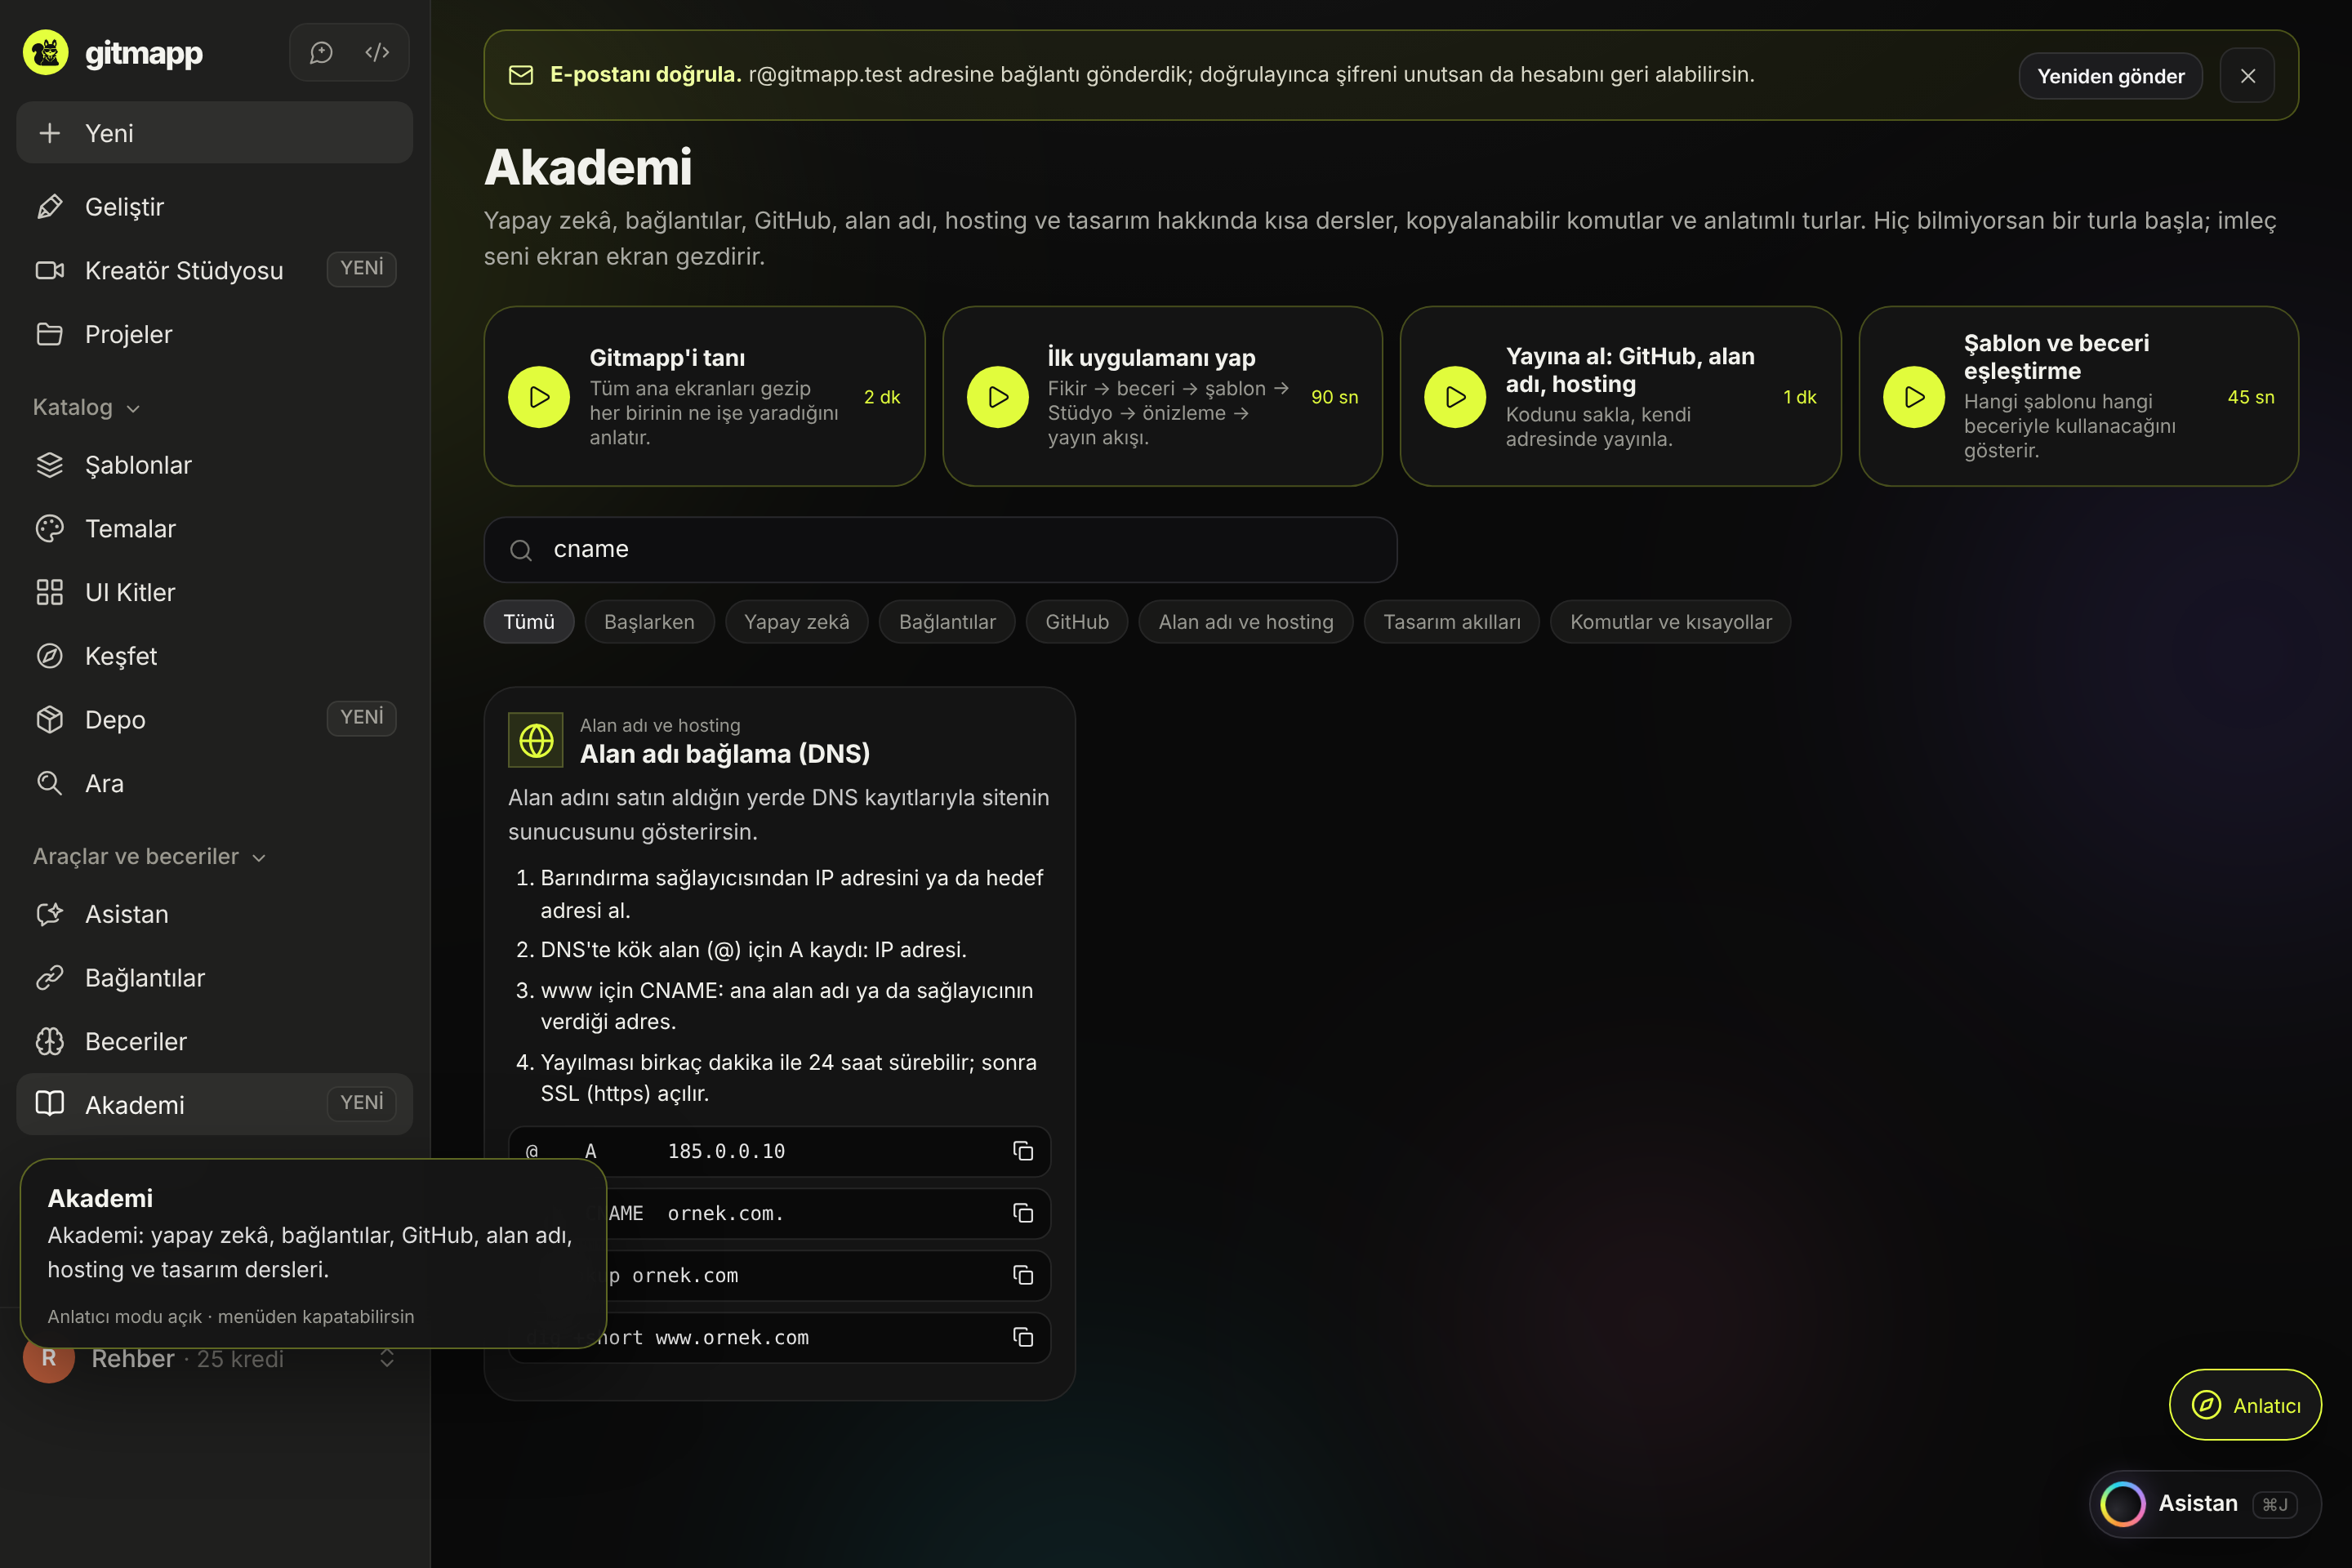 gitmapp
Yeni
Geliştir
Kreatör Stüdyosu YENİ
Projeler
Katalog
Şablonlar
Temalar
UI Kitler
Keşfet
Depo YENİ
Ara
Araçlar ve beceriler
Asistan
Bağlantılar
Beceriler
Akademi YENİ
Akademi
Akademi: yapay zekâ, bağlantılar, GitHub, alan adı,
hosting ve tasarım dersleri.
Anlatıcı modu açık · menüden kapatabilirsin
R Rehber · 25 kredi
E-postanı doğrula. r@gitmapp.test adresine bağlantı gönderdik; doğrulayınca şifreni unutsan da hesabını geri alabilirsin.
Yeniden gönder
Akademi
Yapay zekâ, bağlantılar, GitHub, alan adı, hosting ve tasarım hakkında kısa dersler, kopyalanabilir komutlar ve anlatımlı turlar. Hiç bilmiyorsan bir turla başla; imleç
seni ekran ekran gezdirir.
Gitmapp'i tanı
Tüm ana ekranları gezip
her birinin ne işe yaradığını
anlatır.
2 dk
İlk uygulamanı yap
Fikir → beceri → şablon →
Stüdyo → önizleme →
yayın akışı.
90 sn
Yayına al: GitHub, alan
adı, hosting
Kodunu sakla, kendi
adresinde yayınla.
1 dk
Şablon ve beceri
eşleştirme
Hangi şablonu hangi
beceriyle kullanacağını
gösterir.
45 sn
cname
Tümü Başlarken Yapay zekâ Bağlantılar GitHub Alan adı ve hosting Tasarım akılları Komutlar ve kısayollar
Alan adı ve hosting
Alan adı bağlama (DNS)
Alan adını satın aldığın yerde DNS kayıtlarıyla sitenin
sunucusunu gösterirsin.
1. Barındırma sağlayıcısından IP adresini ya da hedef
adresi al.
2. DNS'te kök alan (@) için A kaydı: IP adresi.
3. www için CNAME: ana alan adı ya da sağlayıcının
verdiği adres.
4. Yayılması birkaç dakika ile 24 saat sürebilir; sonra
SSL (https) açılır.
@ A 185.0.0.10
ornek.com.
ornek.com
www.ornek.com
Anlatıcı
Asistan ⌘J